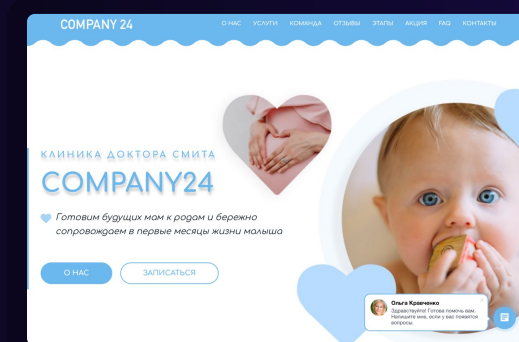 COMPANY 24
О НАС УСЛУГИ КОМАНДА ОТЗЫВЫ ЭТАПЫ АКЦИЯ FAQ КОНТАКТЫ
КЛИНИКА ДОКТОРА СМИТА
COMPANY24
Готовим будущих мам к родам и бережно
сопровождаем в первые месяцы жизни малыша
О НАС ЗАПИСАТЬСЯ
Ольга Кравченко
Здравствуйте! Готова помочь вам.
Напишите мне, если у вас появятся
вопросы.